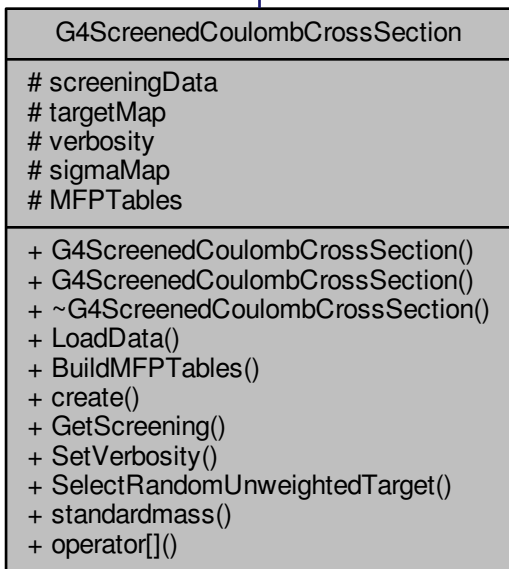 G4ScreenedCoulombCrossSection
# screeningData
# targetMap
# verbosity
# sigmaMap
# MFPTables
+ G4ScreenedCoulombCrossSection()
+ G4ScreenedCoulombCrossSection()
+ ~G4ScreenedCoulombCrossSection()
+ LoadData()
+ BuildMFPTables()
+ create()
+ GetScreening()
+ SetVerbosity()
+ SelectRandomUnweightedTarget()
+ standardmass()
+ operator[]()